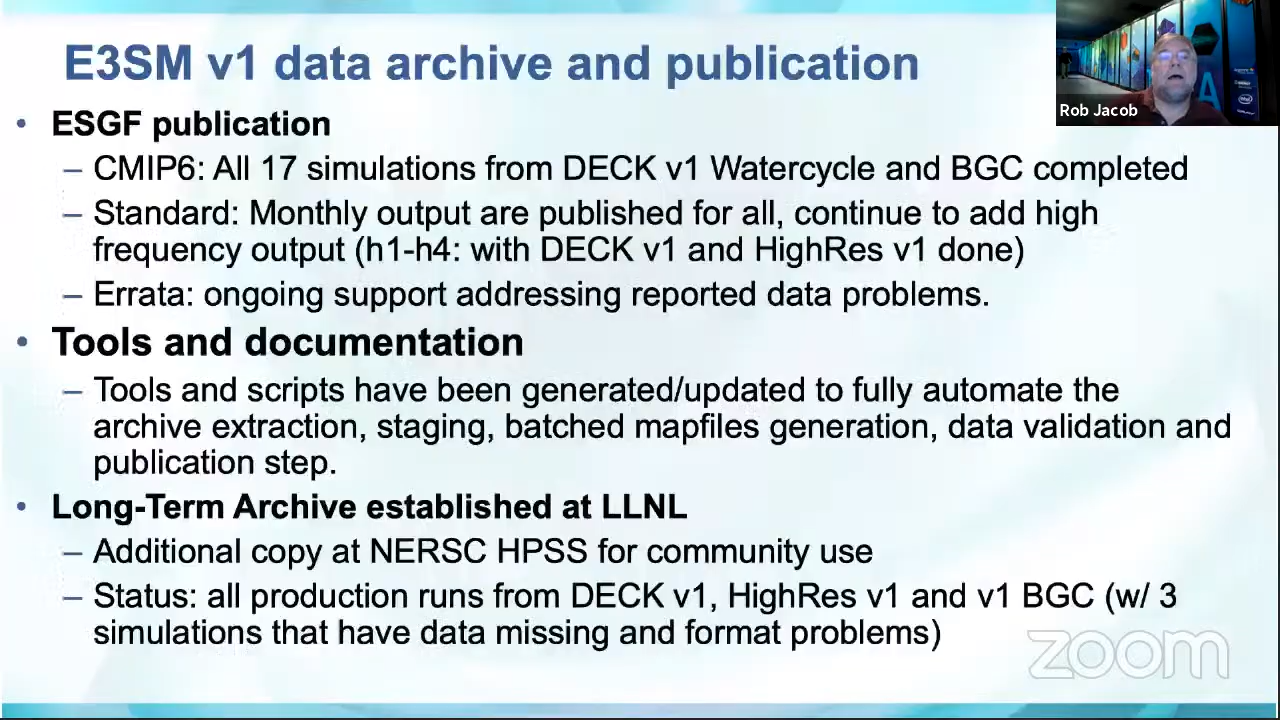 E3SM v1 data archive and publication
Rob Jacob
• ESGF publication
– CMIP6: All 17 simulations from DECK v1 Watercycle and BGC completed
– Standard: Monthly output are published for all, continue to add high
frequency output (h1-h4: with DECK v1 and HighRes v1 done)
– Errata: ongoing support addressing reported data problems.
• Tools and documentation
– Tools and scripts have been generated/updated to fully automate the
archive extraction, staging, batched mapfiles generation, data validation and
publication step.
• Long-Term Archive established at LLNL
– Additional copy at NERSC HPSS for community use
– Status: all production runs from DECK v1, HighRes v1 and v1 BGC (w/ 3
simulations that have data missing and format problems)
zoom
A
intel